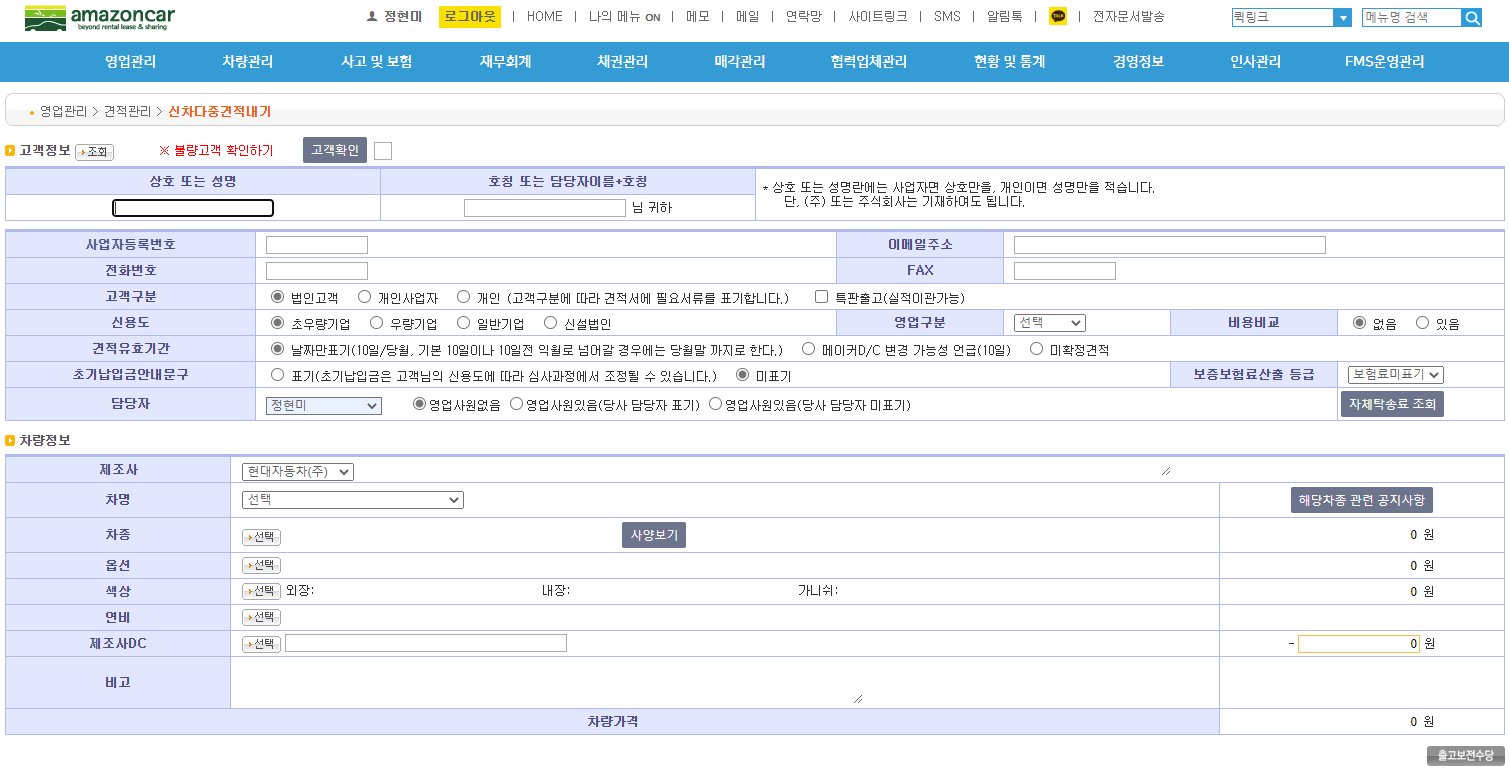 amazoncar
beyond rental lease & sharing
정현미 로그아웃 | HOME | 나의 메뉴 ON | 메모 | 메일 | 연락망 | 사이트링크 | SMS | 알림톡 | TALK | 전자문서발송
퀵링크 메뉴명 검색
영업관리 차량관리 사고 및 보험 재무회계 채권관리 매각관리 협력업체관리 현황 및 통계 경영정보 인사관리 FMS운영관리
영업관리 > 견적관리 > 신차다중견적내기
고객정보 조회 ※ 불량고객 확인하기 고객확인
상호 또는 성명 호칭 또는 담당자이름+호칭
* 상호 또는 성명란에는 사업자면 상호만을, 개인이면 성명만을 적습니다.
단, (주) 또는 주식회사는 기재하여도 됩니다.
님 귀하
사업자등록번호 이메일주소
전화번호 FAX
고객구분 법인고객 개인사업자 개인 (고객구분에 따라 견적서에 필요서류를 표기합니다.) 특판출고(실적이관가능)
신용도 초우량기업 우량기업 일반기업 신설법인 영업구분 선택 비용비교 없음 있음
견적유효기간 날짜만표기(10일/당월, 기본 10일이나 10일전 익월로 넘어갈 경우에는 당월말 까지로 한다.) 메이커D/C 변경 가능성 언급(10일) 미확정견적
초기납입금안내문구 표기(초기납입금은 고객님의 신용도에 따라 심사과정에서 조정될 수 있습니다.) 미표기 보증보험료산출 등급 보험료미표기
담당자 정현미 영업사원없음 영업사원있음(당사 담당자 표기) 영업사원있음(당사 담당자 미표기) 자체탁송료 조회
차량정보
제조사 현대자동차(주)
차명 선택 해당차종 관련 공지사항
차종 선택 사양보기 0 원
옵션 선택 0 원
색상 선택 외장: 내장: 가니쉬: 0 원
연비 선택
제조사DC 선택 - 0 원
비고
차량가격 0 원
출고보전수당